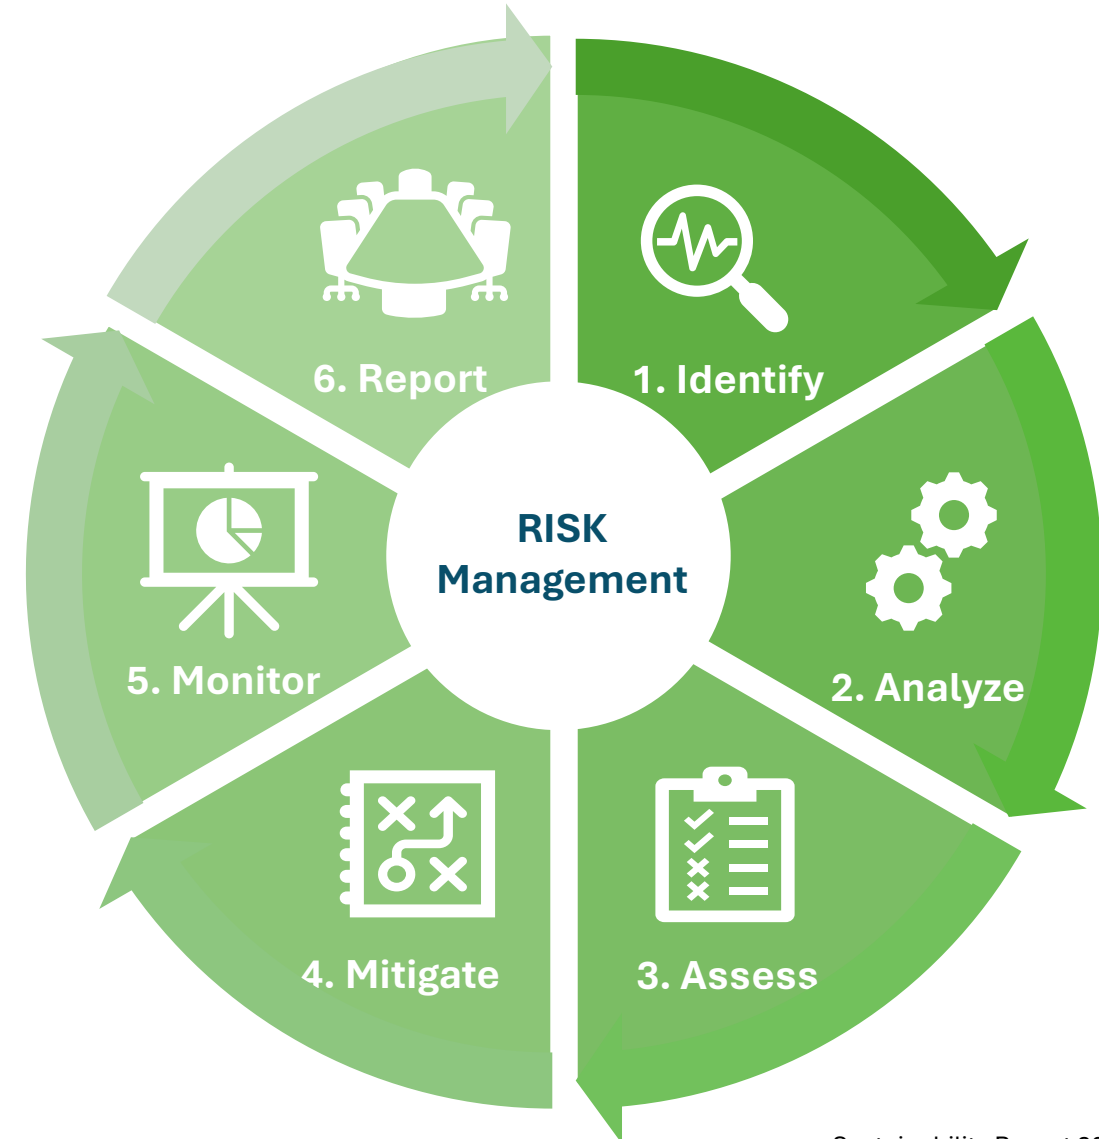 RISK
Management
1. Identify
2. Analyze
3. Assess
4. Mitigate
5. Monitor
6. Report